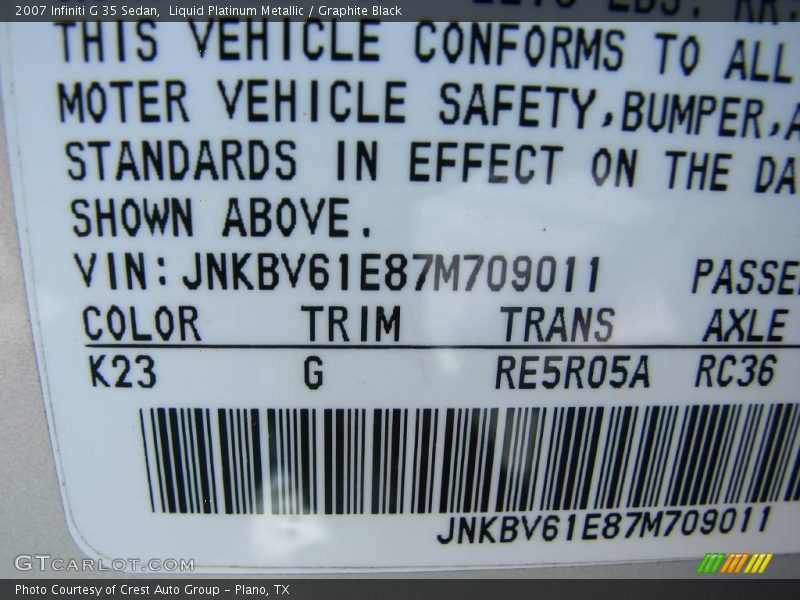 2007 Infiniti G 35 Sedan,  Liquid Platinum Metallic / Graphite Black
THIS VEHICLE CONFORMS TO ALL
MOTER VEHICLE SAFETY,BUMPER,
STANDARDS IN EFFECT ON THE DA
SHOWN ABOVE.
VIN:JNKBV61E87M709011 PASSE
COLOR TRIM TRANS AXLE
K23 G RE5R05A RC36
JNKBV61E87M709011
GTCARLOT.COM
Photo Courtesy of Crest Auto Group - Plano, TX